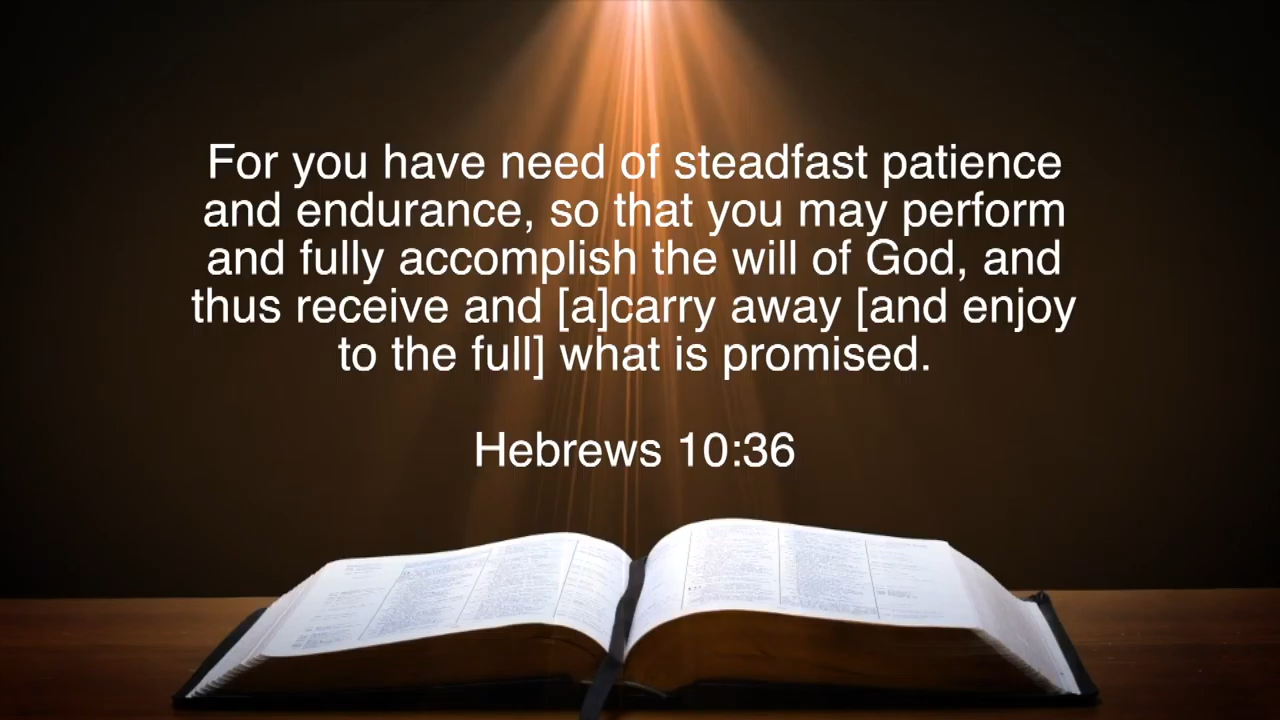 For you have need of steadfast patience
and endurance, so that you may perform
and fully accomplish the will of God, and
thus receive and [a]carry away [and enjoy
to the full] what is promised.
Hebrews 10:36